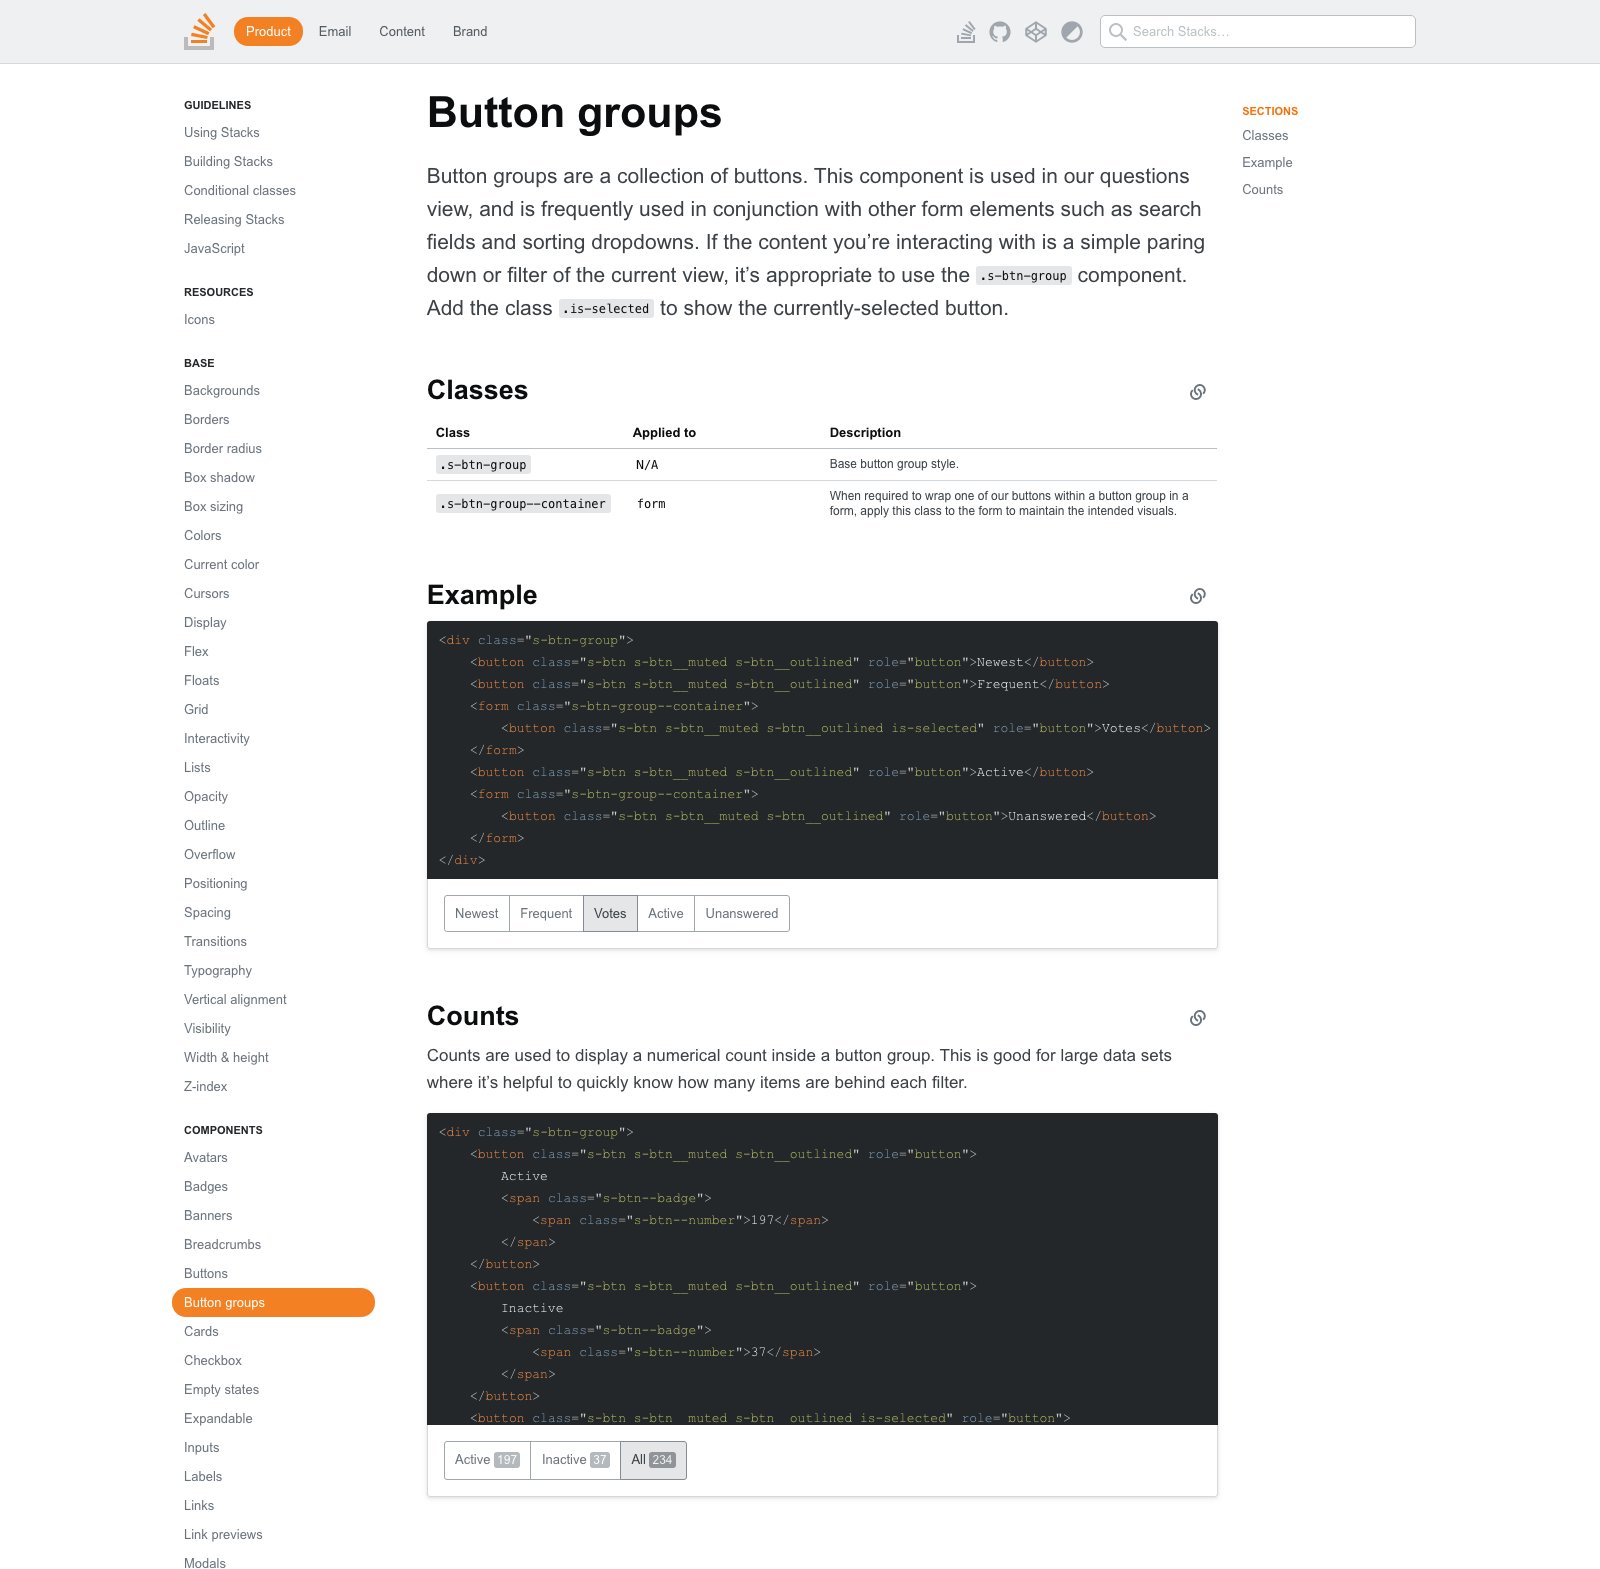 Product
Email
Content
Brand
Search Stacks…
GUIDELINES
Using Stacks
Building Stacks
Conditional classes
Releasing Stacks
JavaScript
RESOURCES
Icons
BASE
Backgrounds
Borders
Border radius
Box shadow
Box sizing
Colors
Current color
Cursors
Display
Flex
Floats
Grid
Interactivity
Lists
Opacity
Outline
Overflow
Positioning
Spacing
Transitions
Typography
Vertical alignment
Visibility
Width & height
Z-index
COMPONENTS
Avatars
Badges
Banners
Breadcrumbs
Buttons
Button groups
Cards
Checkbox
Empty states
Expandable
Inputs
Labels
Links
Link previews
Modals
Button groups
Button groups are a collection of buttons. This component is used in our questions
view, and is frequently used in conjunction with other form elements such as search
fields and sorting dropdowns. If the content you’re interacting with is a simple paring
down or filter of the current view, it’s appropriate to use the .s-btn-group component.
Add the class .is-selected to show the currently-selected button.
Classes
Class Applied to Description
.s-btn-group N/A Base button group style.
.s-btn-group--container form When required to wrap one of our buttons within a button group in a
form, apply this class to the form to maintain the intended visuals.
Example
<div class="s-btn-group">
    <button class="s-btn s-btn__muted s-btn__outlined" role="button">Newest</button>
    <button class="s-btn s-btn__muted s-btn__outlined" role="button">Frequent</button>
    <form class="s-btn-group--container">
        <button class="s-btn s-btn__muted s-btn__outlined is-selected" role="button">Votes</button>
    </form>
    <button class="s-btn s-btn__muted s-btn__outlined" role="button">Active</button>
    <form class="s-btn-group--container">
        <button class="s-btn s-btn__muted s-btn__outlined" role="button">Unanswered</button>
    </form>
</div>
Newest Frequent Votes Active Unanswered
Counts
Counts are used to display a numerical count inside a button group. This is good for large data sets
where it’s helpful to quickly know how many items are behind each filter.
<div class="s-btn-group">
    <button class="s-btn s-btn__muted s-btn__outlined" role="button">
        Active
        <span class="s-btn--badge">
            <span class="s-btn--number">197</span>
        </span>
    </button>
    <button class="s-btn s-btn__muted s-btn__outlined" role="button">
        Inactive
        <span class="s-btn--badge">
            <span class="s-btn--number">37</span>
        </span>
    </button>
    <button class="s-btn s-btn__muted s-btn__outlined is-selected" role="button">
Active 197 Inactive 37 All 234
SECTIONS
Classes
Example
Counts